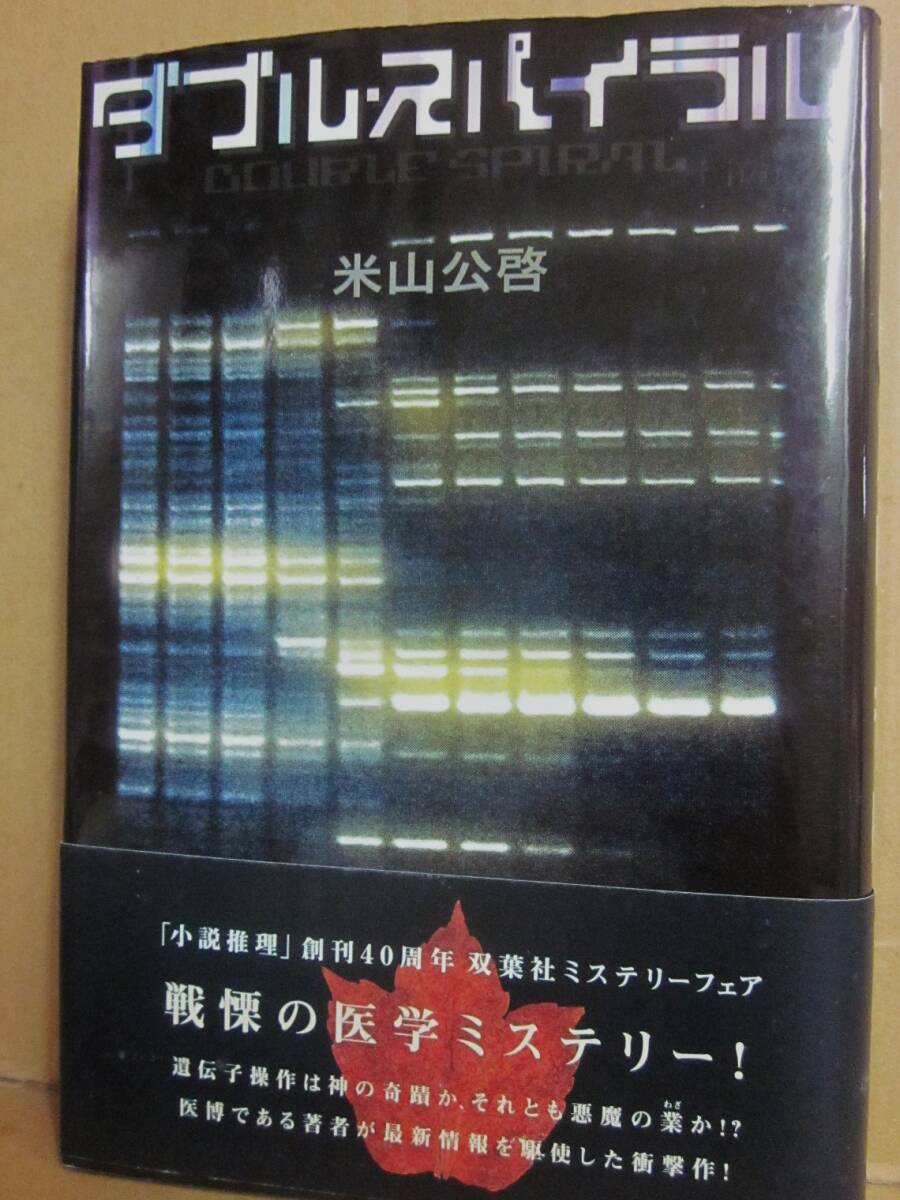 ダブル・スパイラル
DOUBLE SPIRAL
米山公啓
「小説推理」創刊40周年 双葉社ミステリーフェア
戦慄の医学ミステリー!
遺伝子操作は神の奇蹟か、それとも悪魔の業か!?
わざ
医博である著者が最新情報を駆使した衝撃作!